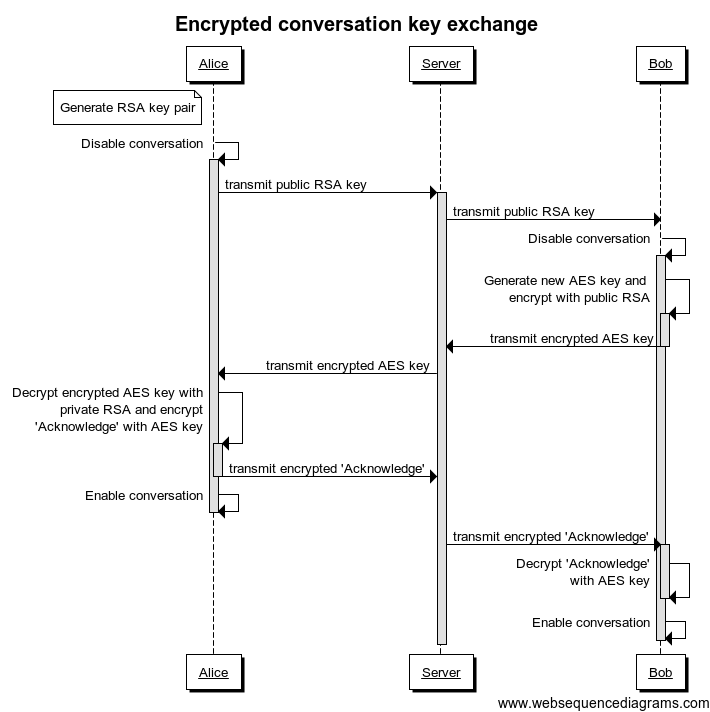 Encrypted conversation key exchange
Alice
Server
Bob
Generate RSA key pair
Disable conversation
transmit public RSA key
transmit public RSA key
Disable conversation
Generate new AES key and
encrypt with public RSA
transmit encrypted AES key
transmit encrypted AES key
Decrypt encrypted AES key with
private RSA and encrypt
'Acknowledge' with AES key
transmit encrypted 'Acknowledge'
Enable conversation
transmit encrypted 'Acknowledge'
Decrypt 'Acknowledge'
with AES key
Enable conversation
Alice
Server
Bob
www.websequencediagrams.com